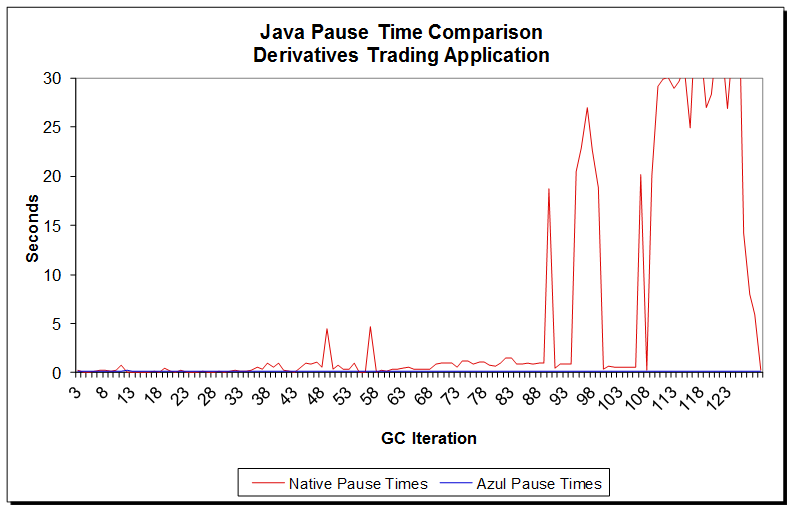 Java Pause Time Comparison
Derivatives Trading Application
30
25
20
15
10
5
0
Seconds
3 8 13 18 23 28 33 38 43 48 53 58 63 68 73 78 83 88 93 98 103 108 113 118 123
GC Iteration
Native Pause Times Azul Pause Times